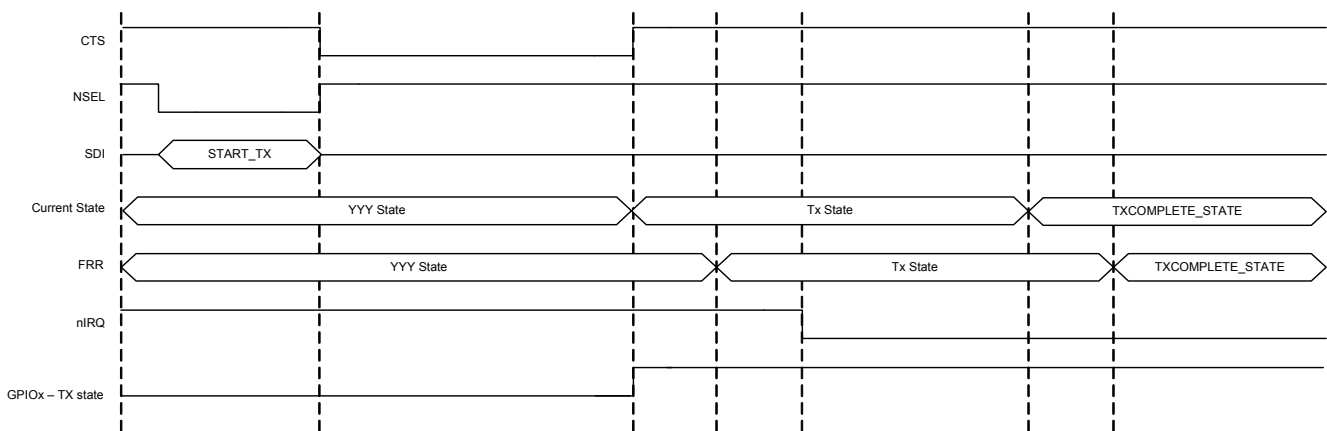 CTS
NSEL
SDI START_TX
Current State YYY State Tx State TXCOMPLETE_STATE
FRR YYY State Tx State TXCOMPLETE_STATE
nIRQ
GPIOx – TX state